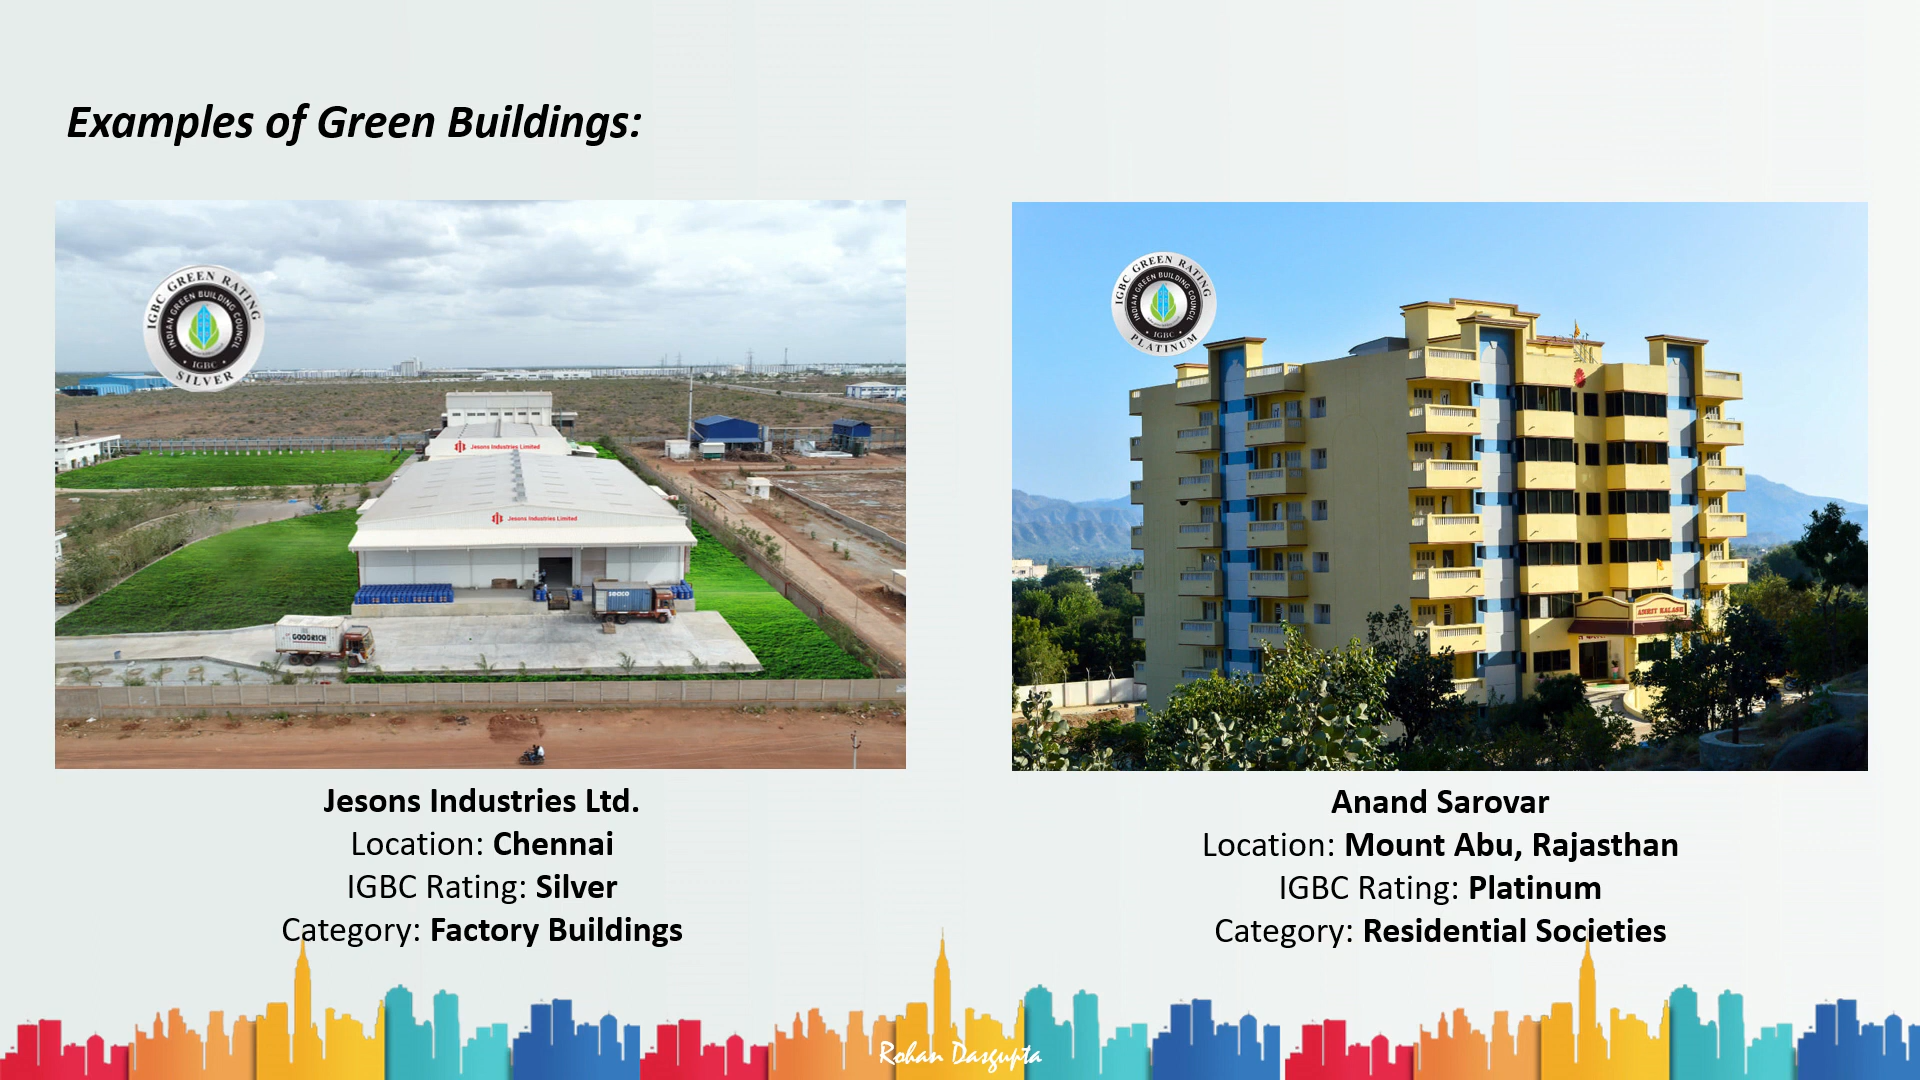 Examples of Green Buildings:
IGBC GREEN RATING
INDIAN GREEN BUILDING COUNCIL
• IGBC •
SILVER
Jesons Industries Limited
Jesons Industries Limited
GOODRICH
IGBC GREEN RATING
INDIAN GREEN BUILDING COUNCIL
• IGBC •
PLATINUM
AMRIT KALASH
Jesons Industries Ltd.
Location: Chennai
IGBC Rating: Silver
Category: Factory Buildings
Anand Sarovar
Location: Mount Abu, Rajasthan
IGBC Rating: Platinum
Category: Residential Societies
Rohan Dasgupta